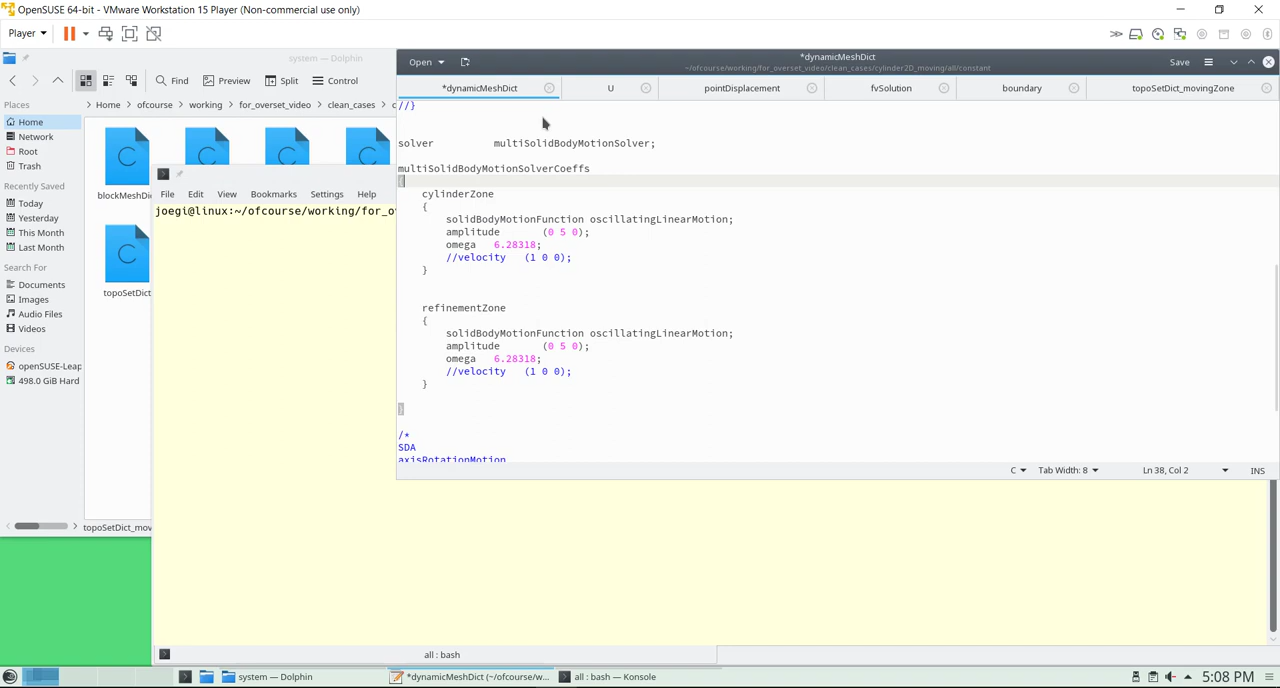 OpenSUSE 64-bit - VMware Workstation 15 Player (Non-commercial use only)
Player
system — Dolphin
Find
Preview
Split
Control
Home
ofcourse
working
for_overset_video
clean_cases
Places
Home
Network
Root
Trash
Recently Saved
Today
Yesterday
This Month
Last Month
Search For
Documents
Images
Audio Files
Videos
Devices
openSUSE-Leap
498.0 GiB Hard
blockMeshDi
topoSetDict
topoSetDict_mov
File
Edit
View
Bookmarks
Settings
Help
joegi@linux:~/ofcourse/working/for_o
all : bash
Open
*dynamicMeshDict
~/ofcourse/working/for_overset_video/clean_cases/cylinder2D_moving/all/constant
Save
*dynamicMeshDict
U
pointDisplacement
fvSolution
boundary
topoSetDict_movingZone
//}
solver multiSolidBodyMotionSolver;
multiSolidBodyMotionSolverCoeffs
{
cylinderZone
{
solidBodyMotionFunction oscillatingLinearMotion;
amplitude (0 5 0);
omega 6.28318;
//velocity (1 0 0);
}
refinementZone
{
solidBodyMotionFunction oscillatingLinearMotion;
amplitude (0 5 0);
omega 6.28318;
//velocity (1 0 0);
}
}
/*
SDA
axisRotationMotion
C
Tab Width: 8
Ln 38, Col 2
INS
system — Dolphin
*dynamicMeshDict (~/ofcourse/w...
all : bash — Konsole
5:08 PM